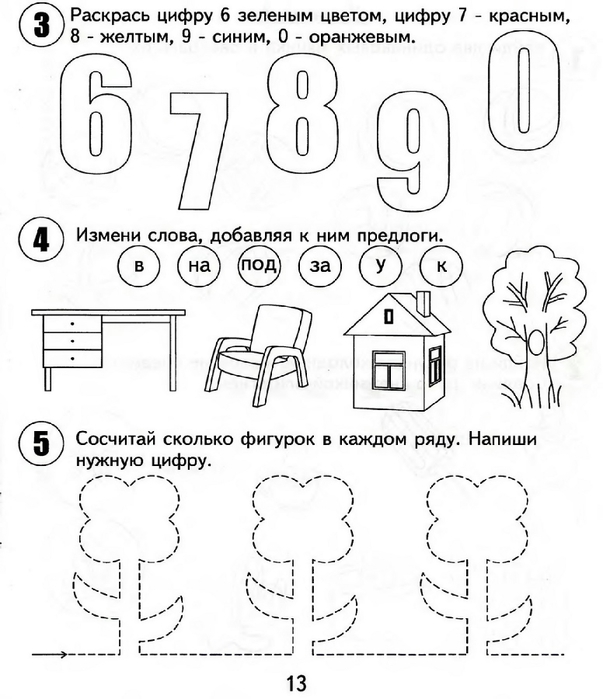 3 Раскрась цифру 6 зеленым цветом, цифру 7 - красным,
8 - желтым, 9 - синим, 0 - оранжевым.
6 7 8 9 0
4 Измени слова, добавляя к ним предлоги.
в на под за у к
5 Сосчитай сколько фигурок в каждом ряду. Напиши
нужную цифру.
13